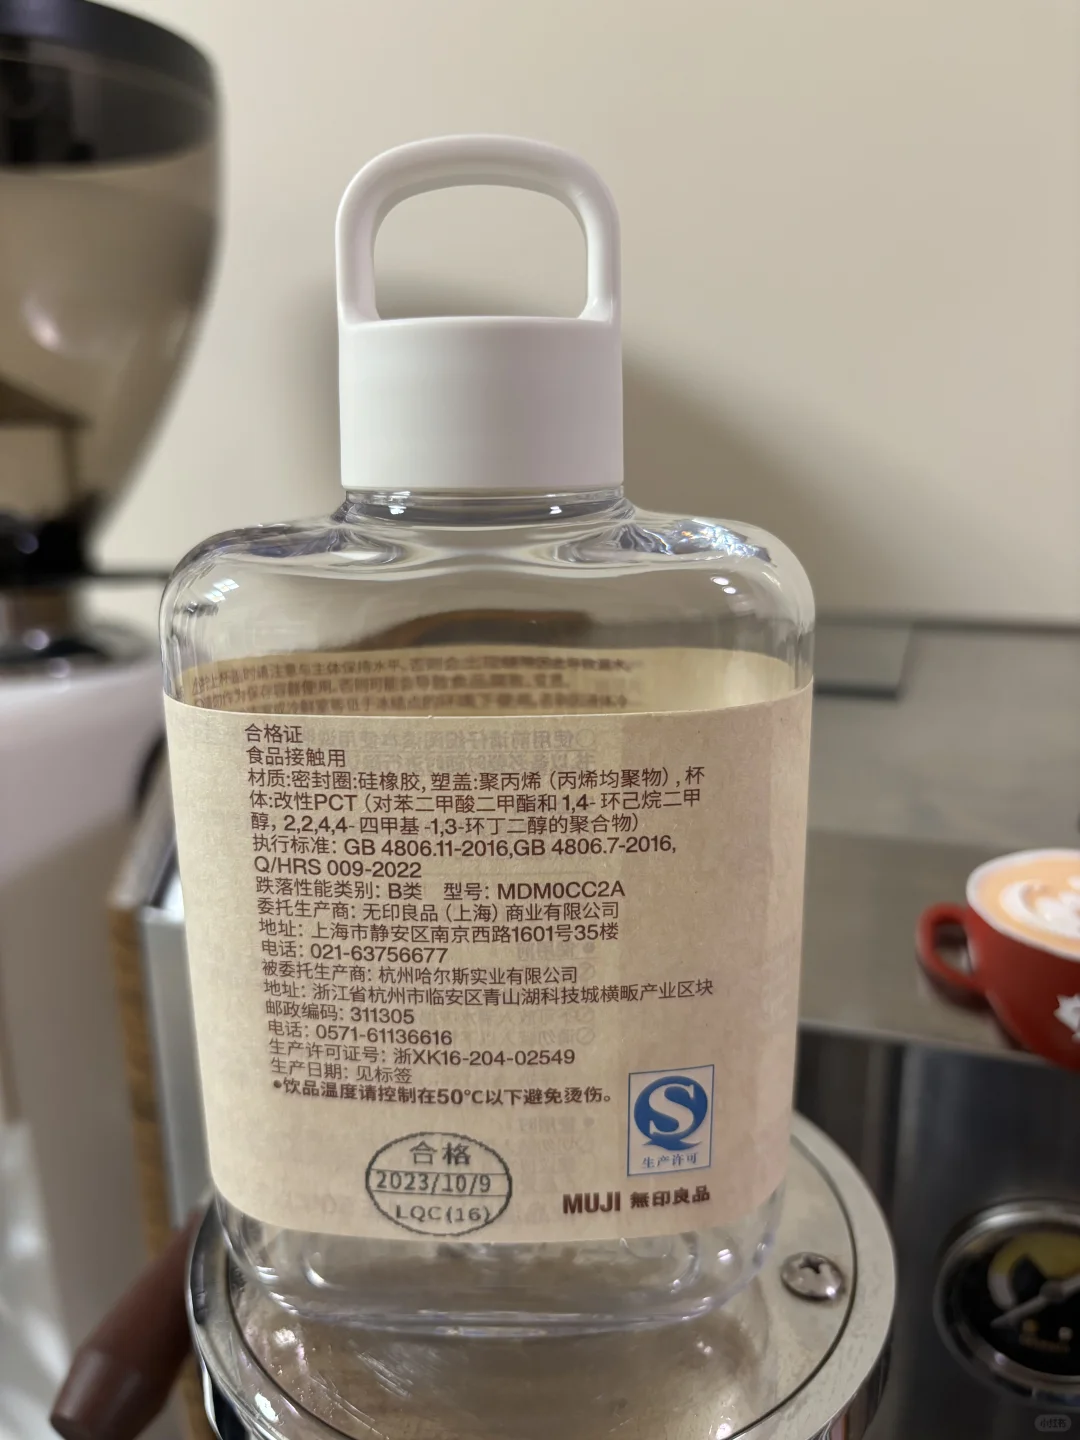 合格证
食品接触用
材质:密封圈:硅橡胶, 塑盖:聚丙烯（丙烯均聚物）, 杯
体:改性PCT（对苯二甲酸二甲酯和 1,4- 环己烷二甲
醇, 2,2,4,4- 四甲基 -1,3-环丁二醇的聚合物）
执行标准: GB 4806.11-2016,GB 4806.7-2016,
Q/HRS 009-2022
跌落性能类别: B类 型号: MDM0CC2A
委托生产商: 无印良品（上海）商业有限公司
地址: 上海市静安区南京西路1601号35楼
电话: 021-63756677
被委托生产商: 杭州哈尔斯实业有限公司
地址: 浙江省杭州市临安区青山湖科技城横畈产业区块
邮政编码: 311305
电话: 0571-61136616
生产许可证号: 浙XK16-204-02549
生产日期: 见标签
•饮品温度请控制在50℃以下避免烫伤。
生产许可
合格
2023/10/9
LQC(16)
MUJI 無印良品
小红书